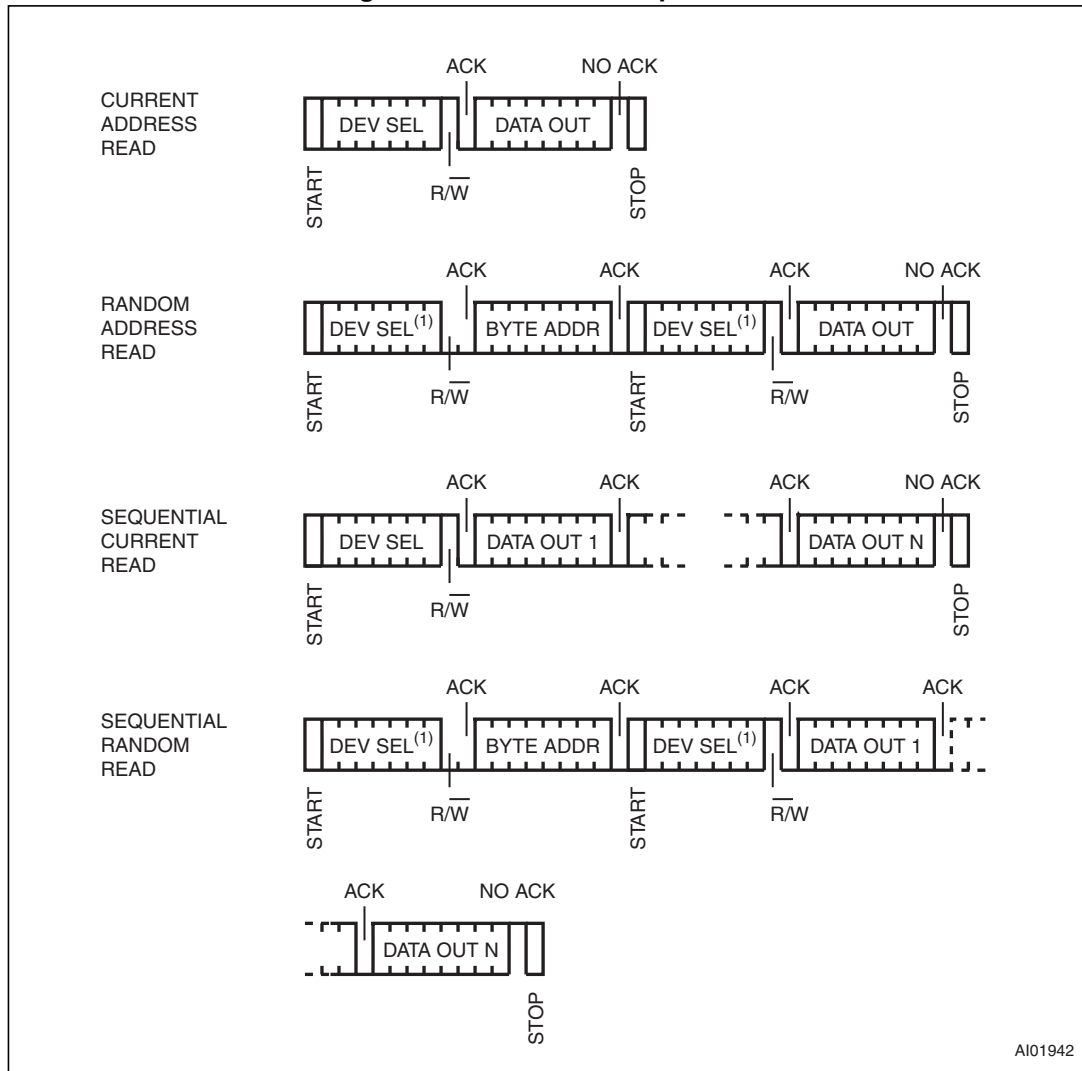 ACK NO ACK
CURRENT
ADDRESS
READ
DEV SEL DATA OUT
START R/W̅ STOP
ACK ACK ACK NO ACK
RANDOM
ADDRESS
READ
DEV SEL(1) BYTE ADDR DEV SEL(1) DATA OUT
START R/W̅ START R̅/W STOP
ACK ACK ACK NO ACK
SEQUENTIAL
CURRENT
READ
DEV SEL DATA OUT 1 DATA OUT N
START R/W̅ STOP
ACK ACK ACK ACK
SEQUENTIAL
RANDOM
READ
DEV SEL(1) BYTE ADDR DEV SEL(1) DATA OUT 1
START R/W̅ START R̅/W
ACK NO ACK
DATA OUT N
STOP
AI01942